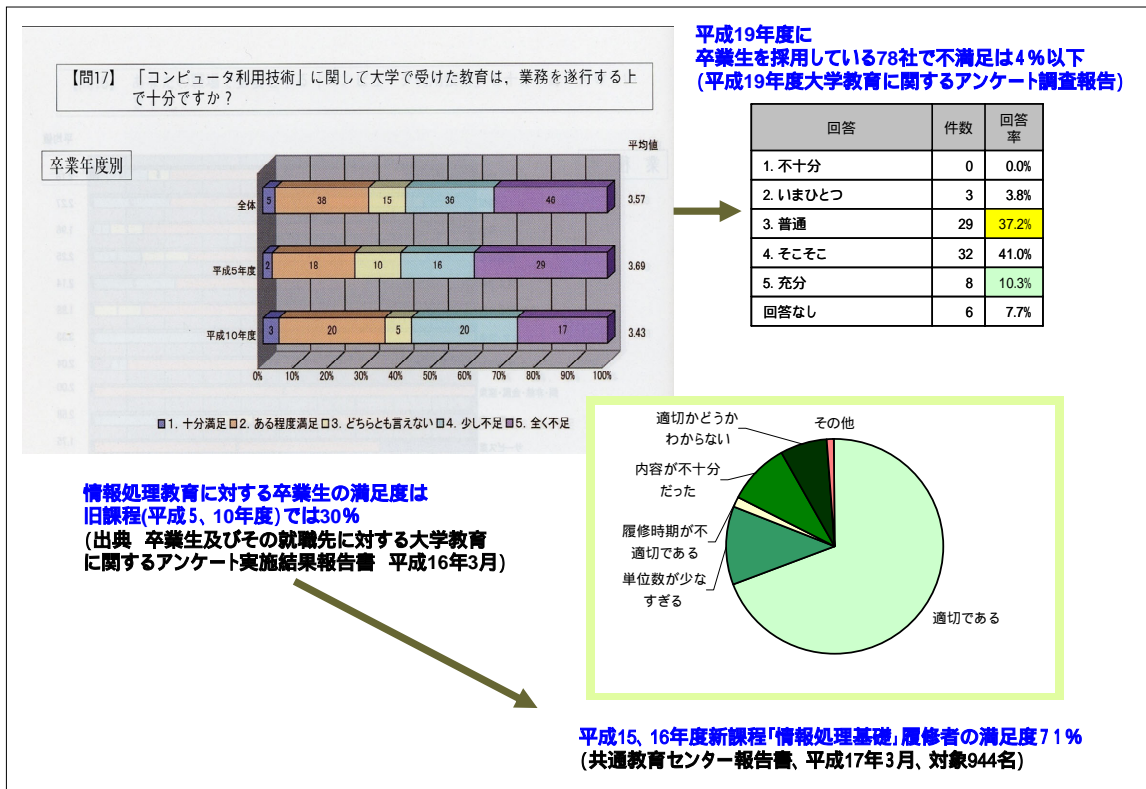 【問17】 「コンピュータ利用技術」に関して大学で受けた教育は，業務を遂行する上
で十分ですか？
卒業年度別
平均値
全体
5
38
15
36
46
3.57
平成5年度
2
18
10
16
29
3.69
平成10年度
3
20
5
20
17
3.43
0% 10% 20% 30% 40% 50% 60% 70% 80% 90% 100%
1. 十分満足 2. ある程度満足 3. どちらとも言えない 4. 少し不足 5. 全く不足
平成19年度に
卒業生を採用している78社で不満足は4％以下
(平成19年度大学教育に関するアンケート調査報告)
回答 件数 回答率
1. 不十分 0 0.0%
2. いまひとつ 3 3.8%
3. 普通 29 37.2%
4. そこそこ 32 41.0%
5. 充分 8 10.3%
回答なし 6 7.7%
情報処理教育に対する卒業生の満足度は
旧課程(平成５、10年度)では30％
(出典 卒業生及びその就職先に対する大学教育
に関するアンケート実施結果報告書 平成16年3月)
適切かどうか
わからない
その他
内容が不十分
だった
履修時期が不
適切である
単位数が少な
すぎる
適切である
平成15、16年度新課程｢情報処理基礎｣履修者の満足度７１％
(共通教育センター報告書、平成17年３月、対象944名)